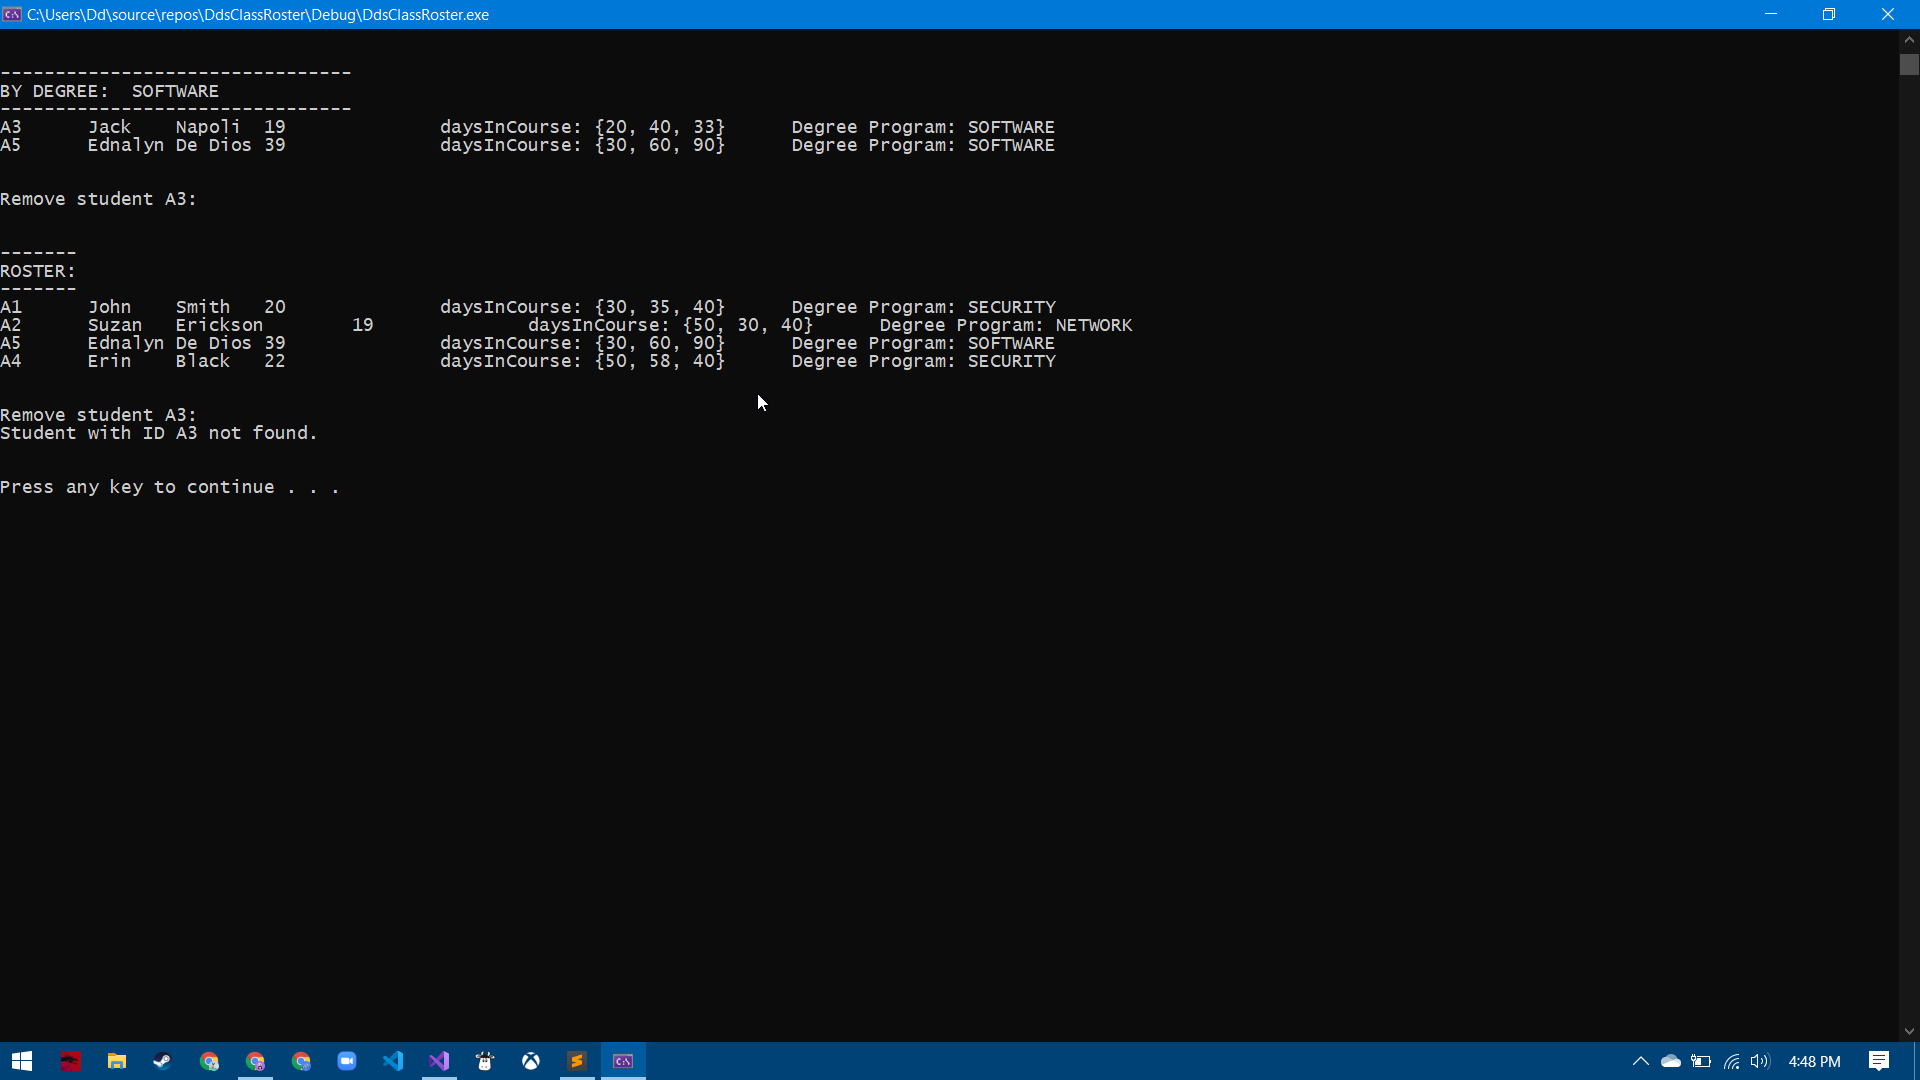 C:\Users\Dd\source\repos\DdsClassRoster\Debug\DdsClassRoster.exe
--------------------------------
BY DEGREE:  SOFTWARE
--------------------------------
A3      Jack    Napoli  19              daysInCourse: {20, 40, 33}      Degree Program: SOFTWARE
A5      Ednalyn De Dios 39              daysInCourse: {30, 60, 90}      Degree Program: SOFTWARE
Remove student A3:
-------
ROSTER:
-------
A1      John    Smith   20              daysInCourse: {30, 35, 40}      Degree Program: SECURITY
A2      Suzan   Erickson        19              daysInCourse: {50, 30, 40}      Degree Program: NETWORK
A5      Ednalyn De Dios 39              daysInCourse: {30, 60, 90}      Degree Program: SOFTWARE
A4      Erin    Black   22              daysInCourse: {50, 58, 40}      Degree Program: SECURITY
Remove student A3:
Student with ID A3 not found.
Press any key to continue . . .
4:48 PM